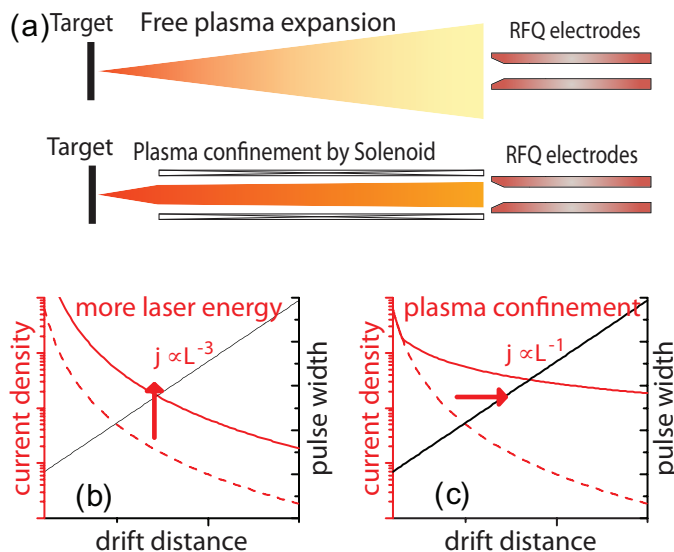 (a) Target Free plasma expansion RFQ electrodes
Target Plasma confinement by Solenoid RFQ electrodes
more laser energy
j ∝L⁻³
current density
pulse width
(b)
drift distance
plasma confinement
j ∝L⁻¹
current density
pulse width
(c)
drift distance